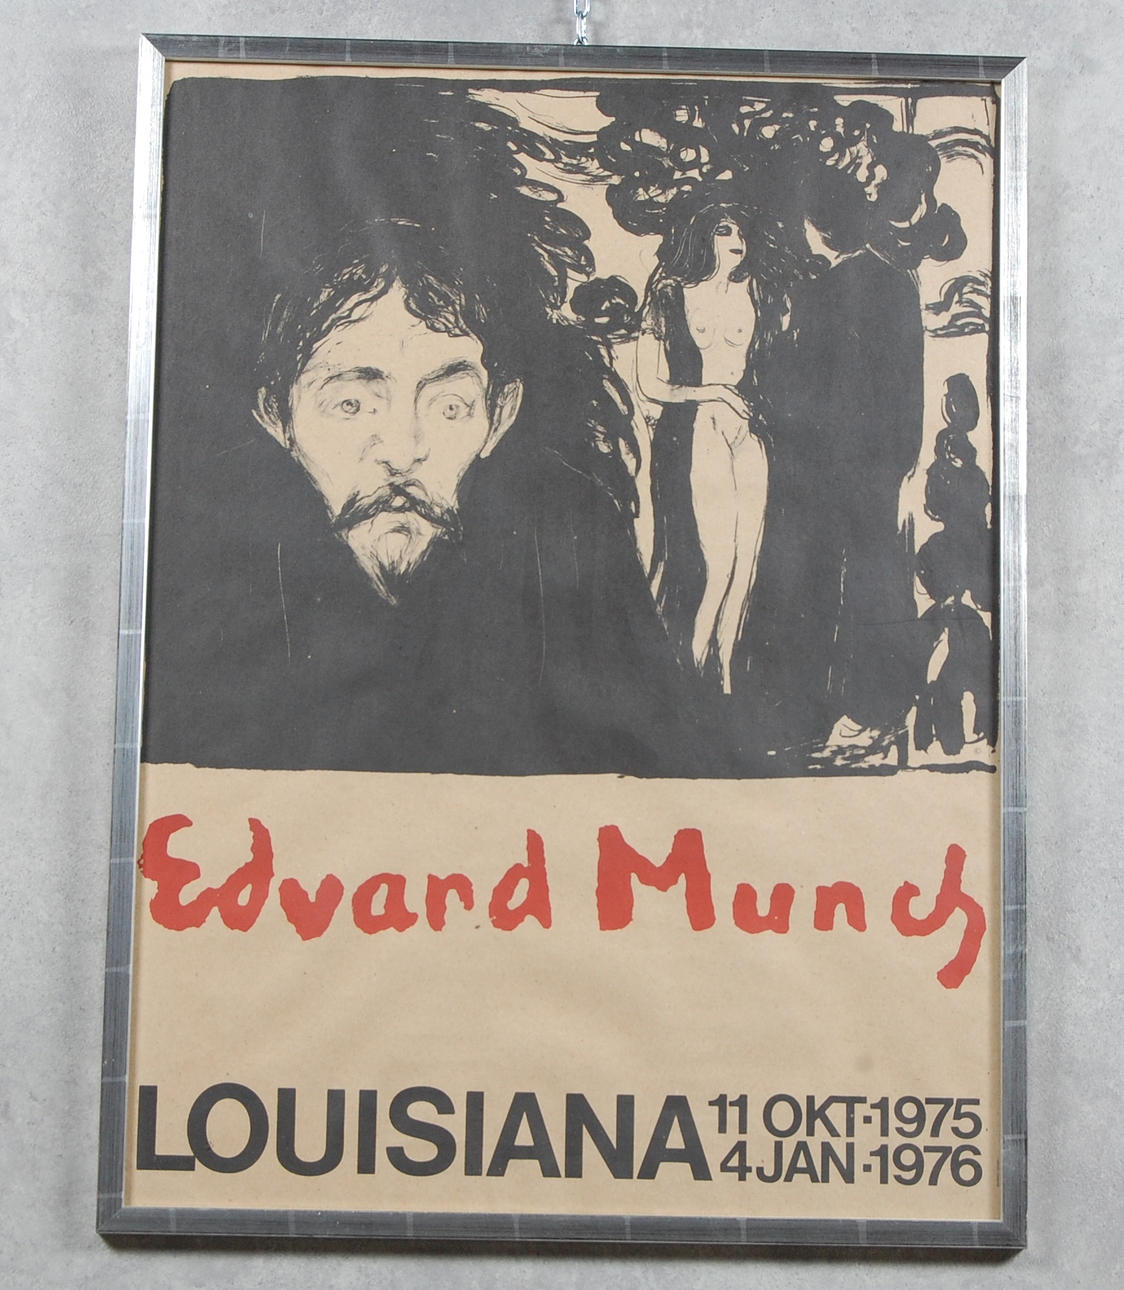 Edvard Munch
LOUISIANA 11 OKT·1975
4 JAN·1976